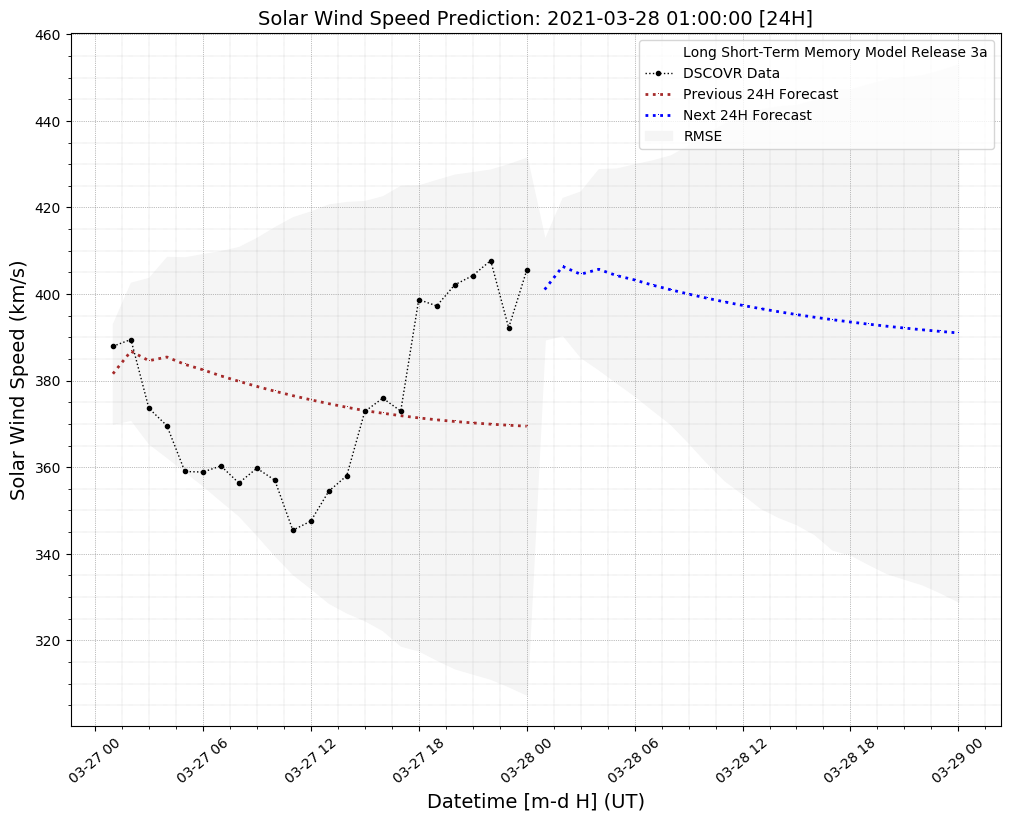 Solar Wind Speed Prediction: 2021-03-28 01:00:00 [24H]
Long Short-Term Memory Model Release 3a
DSCOVR Data
Previous 24H Forecast
Next 24H Forecast
RMSE
Solar Wind Speed (km/s)
460
440
420
400
380
360
340
320
03-27 00
03-27 06
03-27 12
03-27 18
03-28 00
03-28 06
03-28 12
03-28 18
03-29 00
Datetime [m-d H] (UT)